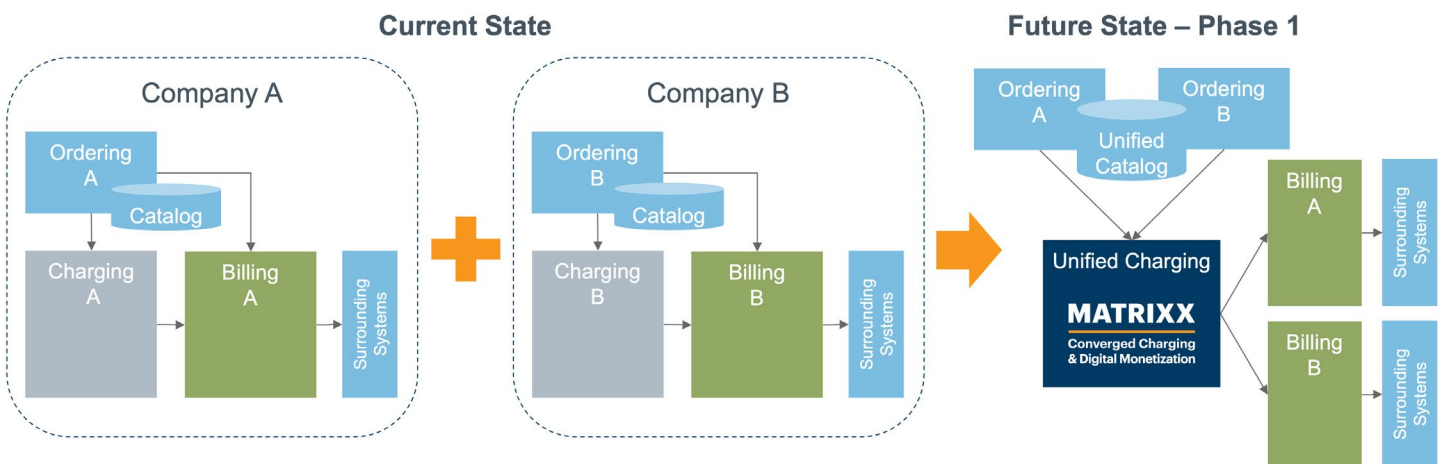 Current State
Future State – Phase 1
Company A
Ordering
A
Catalog
Charging
A
Billing
A
Surrounding
Systems
Company B
Ordering
B
Catalog
Charging
B
Billing
B
Surrounding
Systems
Ordering
A
Ordering
B
Unified
Catalog
Unified Charging
MATRIXX
Converged Charging
& Digital Monetization
Billing
A
Surrounding
Systems
Billing
B
Surrounding
Systems